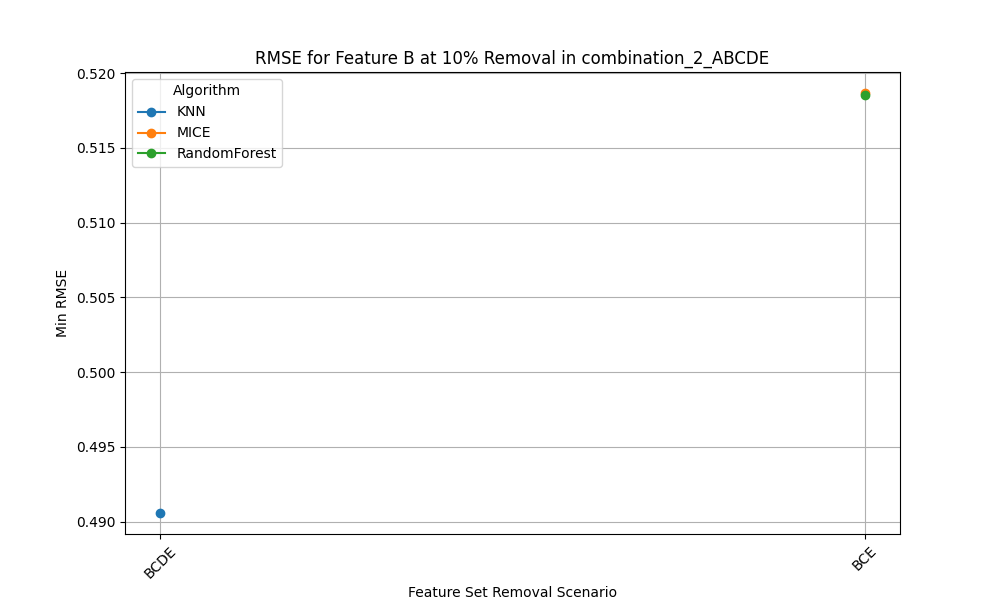 RMSE for Feature B at 10% Removal in combination_2_ABCDE
0.520
0.515
0.510
0.505
0.500
0.495
0.490
Min RMSE
Algorithm
KNN
MICE
RandomForest
BCDE
BCE
Feature Set Removal Scenario